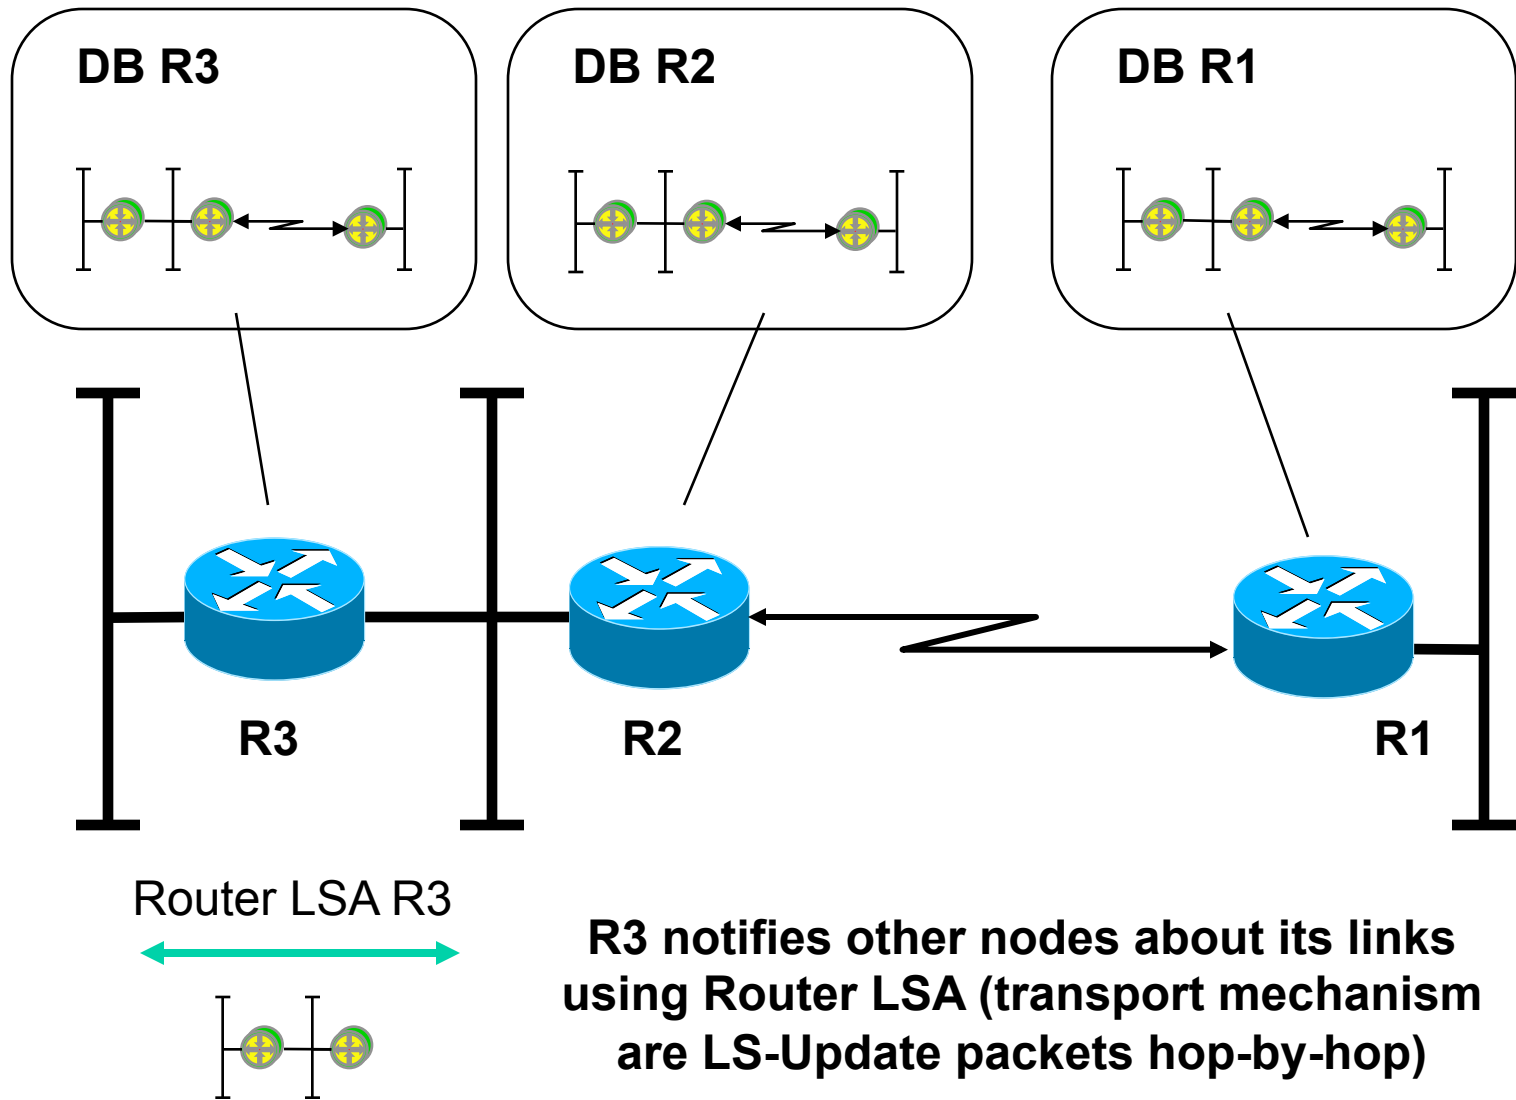 DB R3
DB R2
DB R1
R3
R2
R1
Router LSA R3
R3 notifies other nodes about its links
using Router LSA (transport mechanism
are LS-Update packets hop-by-hop)